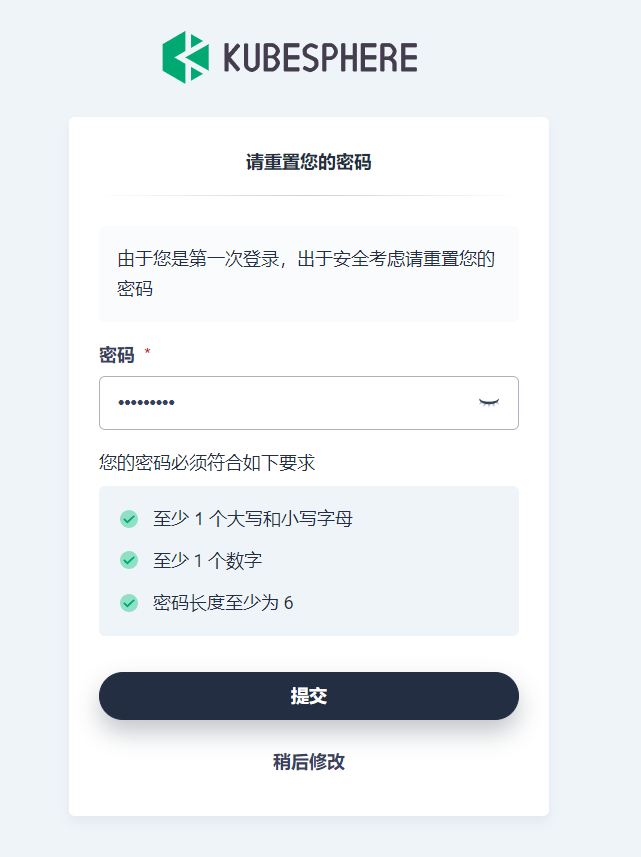 KUBESPHERE
请重置您的密码
由于您是第一次登录，出于安全考虑请重置您的
密码
密码 *
•••••••••
您的密码必须符合如下要求
至少 1 个大写和小写字母
至少 1 个数字
密码长度至少为 6
提交
稍后修改